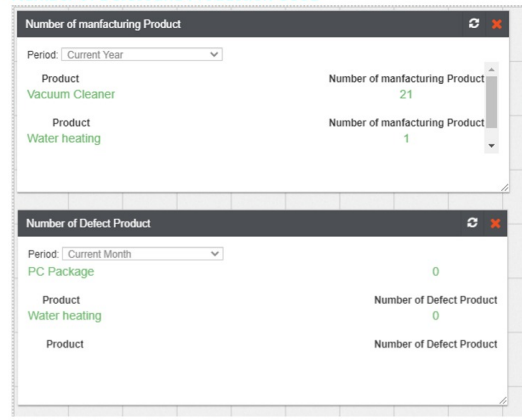 Number of manfacturing Product
Period: Current Year
Product Number of manfacturing Product
Vacuum Cleaner 21
Product Number of manfacturing Product
Water heating 1
Number of Defect Product
Period: Current Month
PC Package 0
Product Number of Defect Product
Water heating 0
Product Number of Defect Product